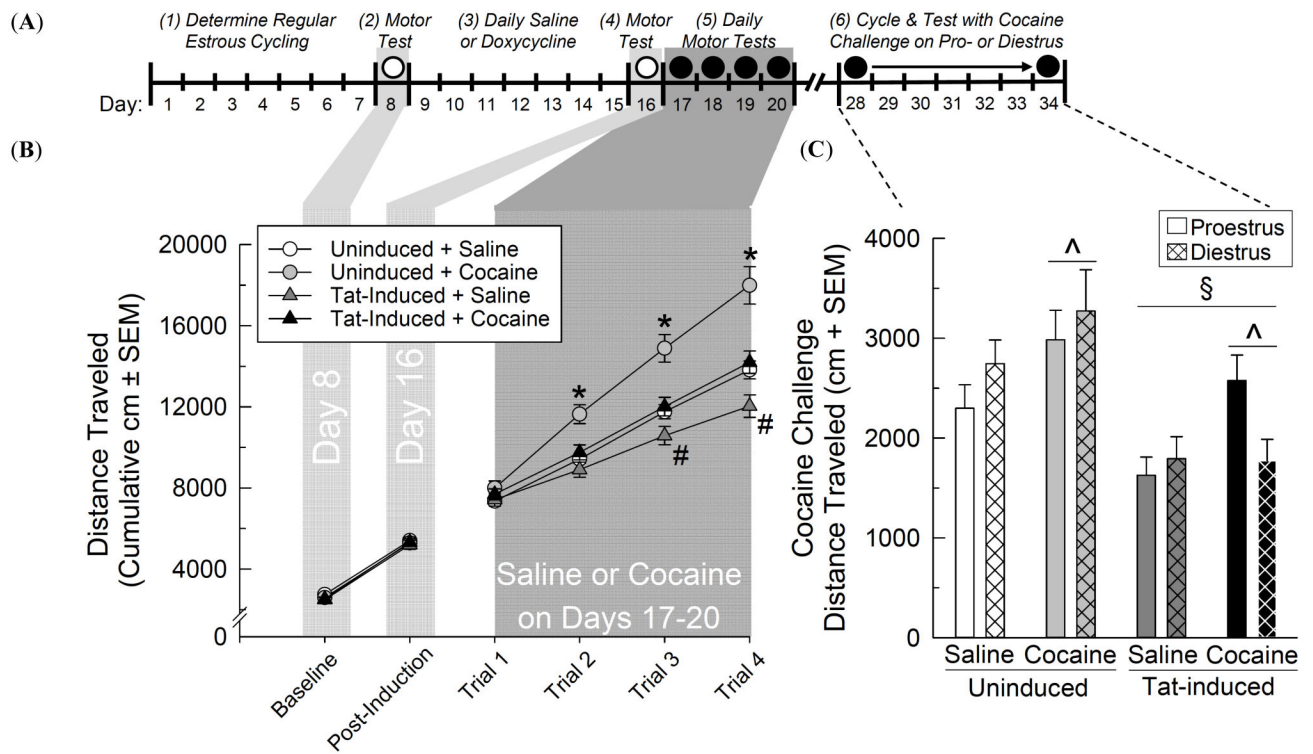 (A)
(1) Determine Regular
Estrous Cycling
(2) Motor
Test
(3) Daily Saline
or Doxycycline
(4) Motor
Test
(5) Daily
Motor Tests
(6) Cycle & Test with Cocaine
Challenge on Pro- or Diestrus
Day: 1 2 3 4 5 6 7 8 9 10 11 12 13 14 15 16 17 18 19 20 28 29 30 31 32 33 34
(B)
Distance Traveled
(Cumulative cm ± SEM)
20000
16000
12000
8000
4000
0
Uninduced + Saline
Uninduced + Cocaine
Tat-Induced + Saline
Tat-Induced + Cocaine
Day 8
Day 16
* * *
# #
Saline or Cocaine
on Days 17-20
Baseline
Post-Induction
Trial 1
Trial 2
Trial 3
Trial 4
(C)
Cocaine Challenge
Distance Traveled (cm + SEM)
4000
3000
2000
1000
0
Proestrus
Diestrus
^
§
^
Saline Cocaine Saline Cocaine
Uninduced Tat-induced